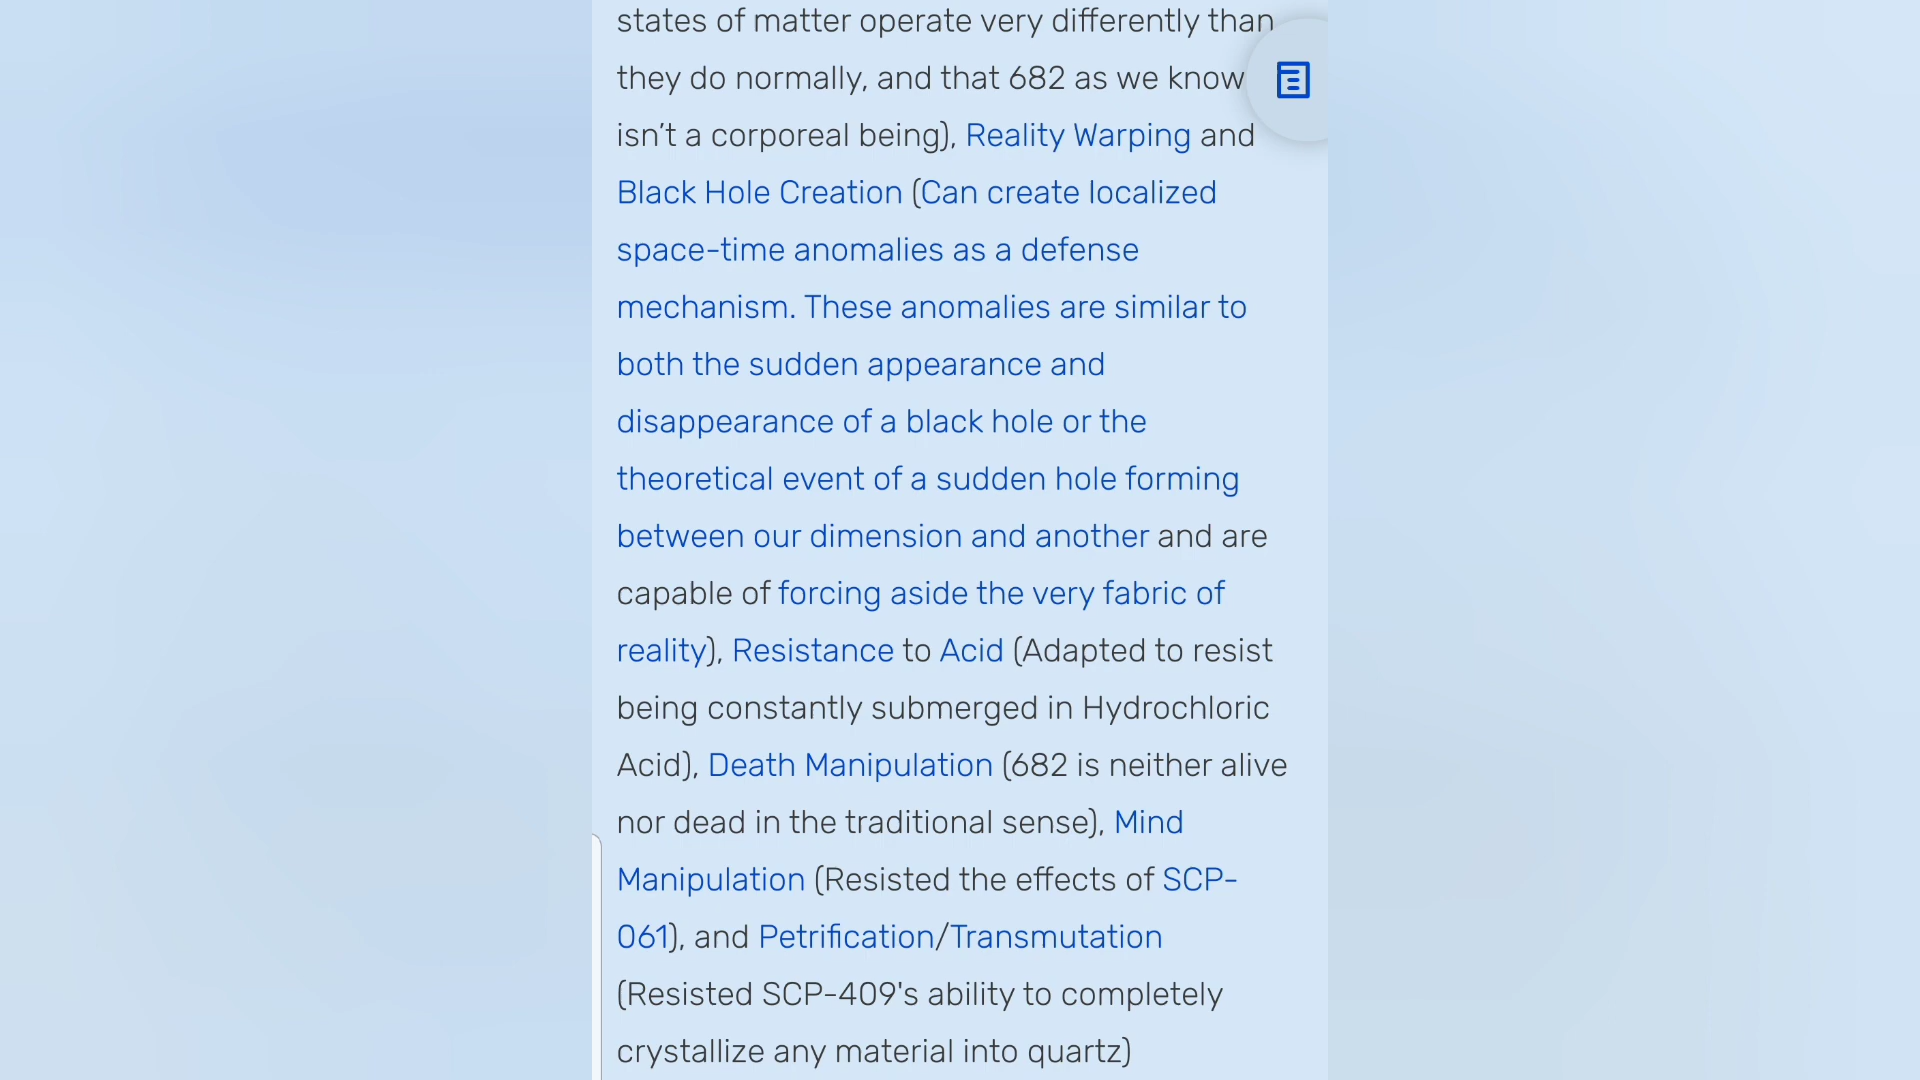 states of matter operate very differently than
they do normally, and that 682 as we know
isn’t a corporeal being), Reality Warping and
Black Hole Creation (Can create localized
space-time anomalies as a defense
mechanism. These anomalies are similar to
both the sudden appearance and
disappearance of a black hole or the
theoretical event of a sudden hole forming
between our dimension and another and are
capable of forcing aside the very fabric of
reality), Resistance to Acid (Adapted to resist
being constantly submerged in Hydrochloric
Acid), Death Manipulation (682 is neither alive
nor dead in the traditional sense), Mind
Manipulation (Resisted the effects of SCP-
061), and Petrification/Transmutation
(Resisted SCP-409's ability to completely
crystallize any material into quartz)